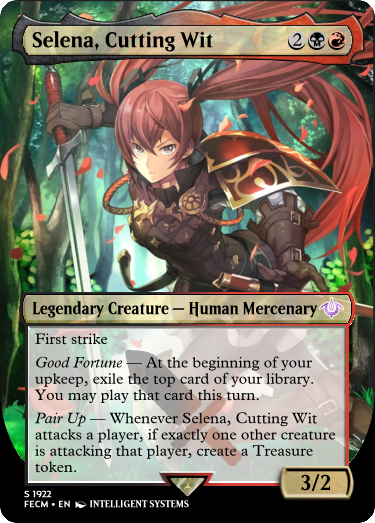 Selena, Cutting Wit 2
Legendary Creature — Human Mercenary
First strike
Good Fortune — At the beginning of your
upkeep, exile the top card of your library.
You may play that card this turn.
Pair Up — Whenever Selena, Cutting Wit
attacks a player, if exactly one other creature
is attacking that player, create a Treasure
token.
3/2
S 1922
FECM • EN INTELLIGENT SYSTEMS